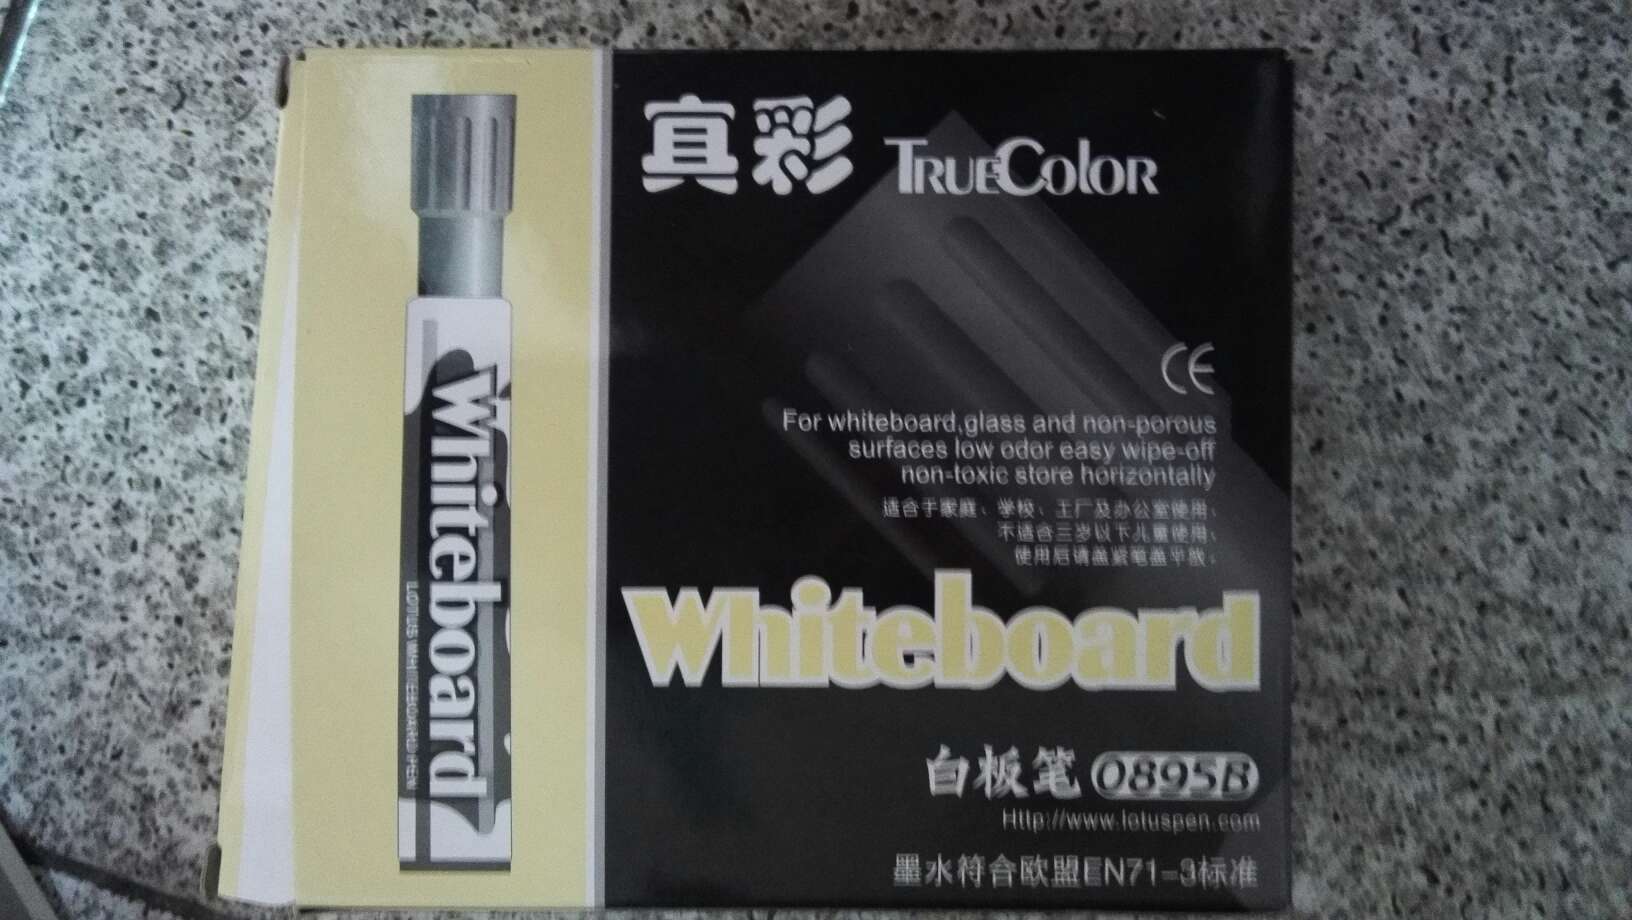 真彩 TRUECOLOR
CE
For whiteboard,glass and non-porous
surfaces low odor easy wipe-off
non-toxic store horizontally
适合于家庭、学校、工厂及办公室使用,
不适合三岁以下儿童使用,
使用后请盖紧笔盖平放,
Whiteboard
白板笔 0895B
Http://www.lotuspen.com
墨水符合欧盟EN71-3标准
Whiteboard
LOTUS WHITEBOARD PEN